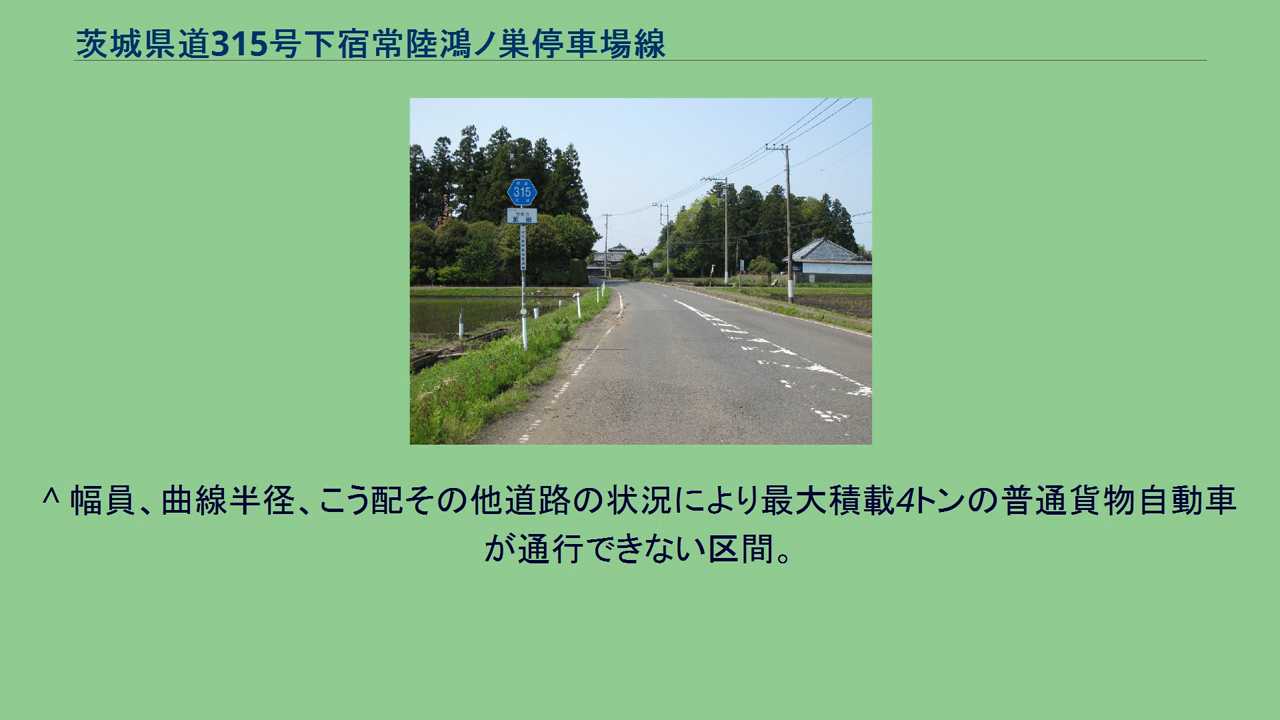 茨城県道315号下宿常陸鴻ノ巣停車場線
315
^ 幅員、曲線半径、こう配その他道路の状況により最大積載4トンの普通貨物自動車
が通行できない区間。